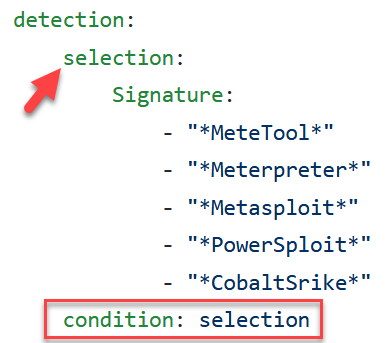 detection:
selection:
Signature:
- "*MeteTool*"
- "*Meterpreter*"
- "*Metasploit*"
- "*PowerSploit*"
- "*CobaltSrike*"
condition: selection